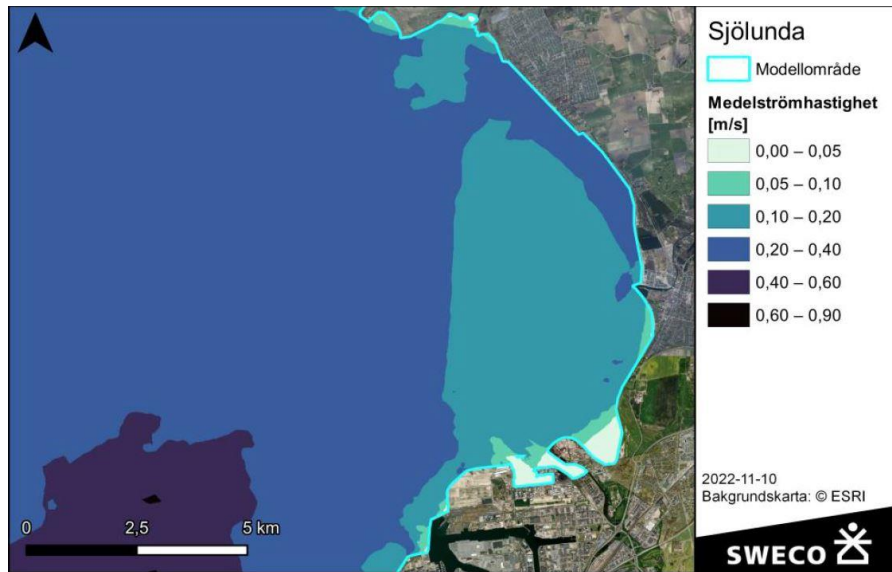 Sjölunda
Modellområde
Medelströmhastighet
[m/s]
0,00 – 0,05
0,05 – 0,10
0,10 – 0,20
0,20 – 0,40
0,40 – 0,60
0,60 – 0,90
0 2,5 5 km
2022-11-10
Bakgrundskarta: © ESRI
SWECO